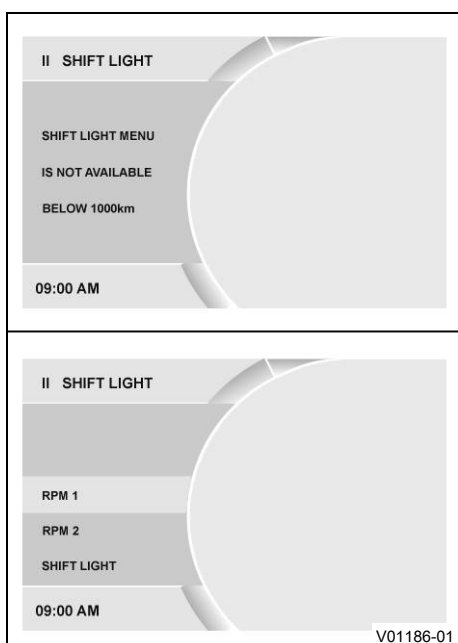 II SHIFT LIGHT
SHIFT LIGHT MENU
IS NOT AVAILABLE
BELOW 1000km
09:00 AM
II SHIFT LIGHT
RPM 1
RPM 2
SHIFT LIGHT
09:00 AM
V01186-01